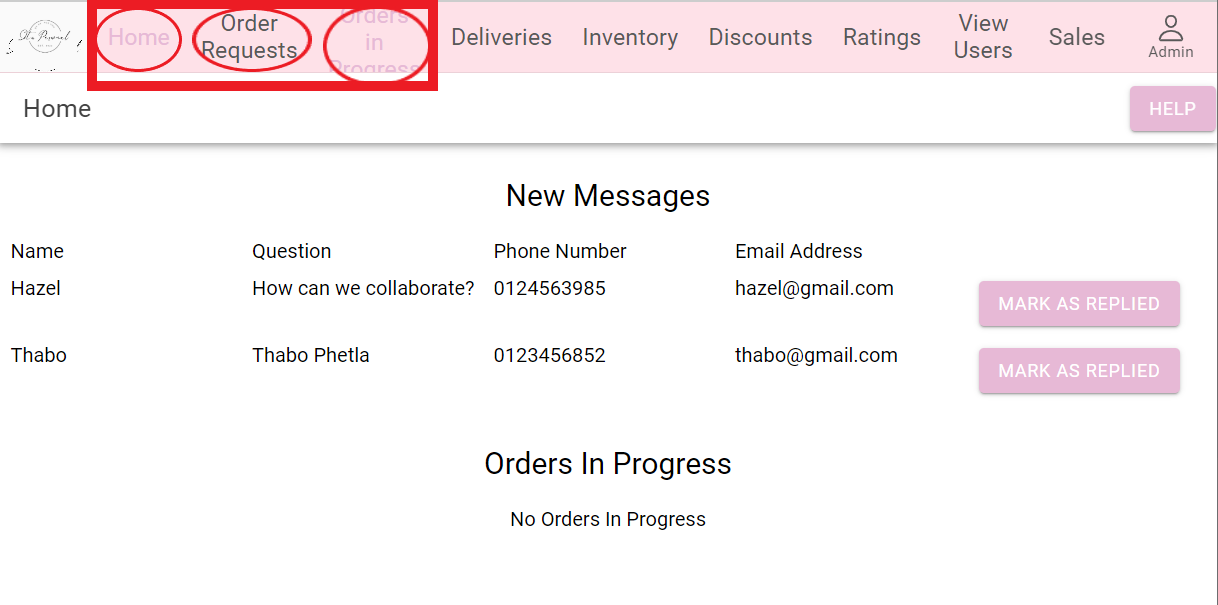 Home
Order
Requests
Orders
in
Progress
Deliveries
Inventory
Discounts
Ratings
View
Users
Sales
Admin
Home
HELP
New Messages
Name Question Phone Number Email Address
Hazel How can we collaborate? 0124563985 hazel@gmail.com MARK AS REPLIED
Thabo Thabo Phetla 0123456852 thabo@gmail.com MARK AS REPLIED
Orders In Progress
No Orders In Progress